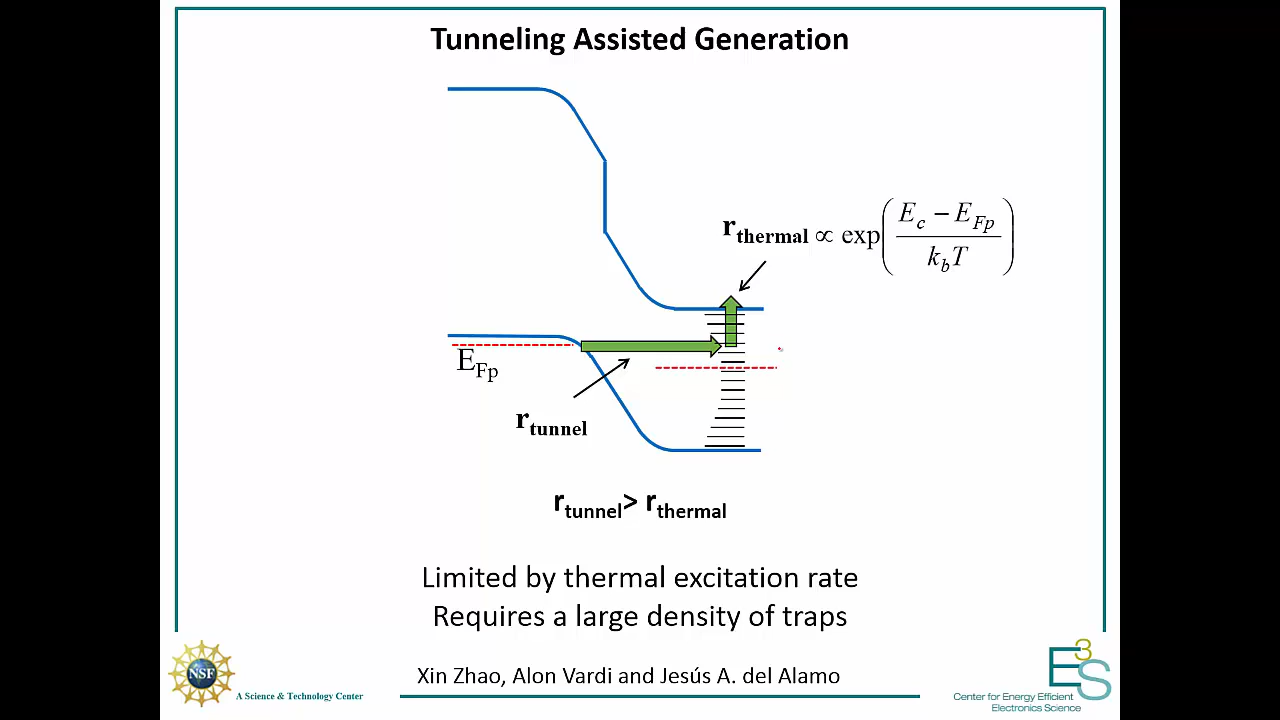 Tunneling Assisted Generation
r_thermal ∝ exp((E_c − E_Fp) / (k_b T))
E_Fp
r_tunnel
r_tunnel > r_thermal
Limited by thermal excitation rate
Requires a large density of traps
Xin Zhao, Alon Vardi and Jesús A. del Alamo
NSF
A Science & Technology Center
E3S
Center for Energy Efficient
Electronics Science